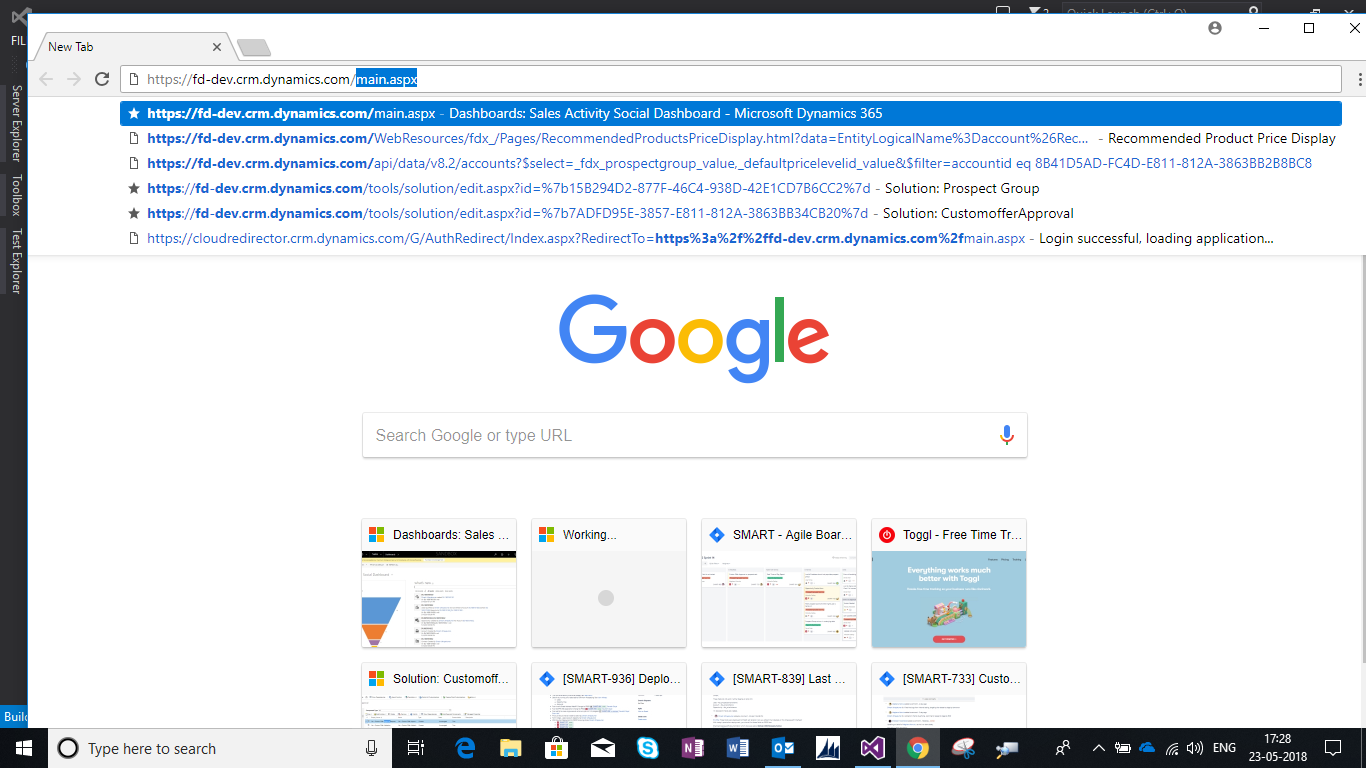 Quick Launch (Ctrl+Q)
FIL
New Tab
https://fd-dev.crm.dynamics.com/main.aspx
https://fd-dev.crm.dynamics.com/main.aspx - Dashboards: Sales Activity Social Dashboard - Microsoft Dynamics 365
https://fd-dev.crm.dynamics.com/WebResources/fdx_/Pages/RecommendedProductsPriceDisplay.html?data=EntityLogicalName%3Daccount%26Rec... - Recommended Product Price Display
https://fd-dev.crm.dynamics.com/api/data/v8.2/accounts?$select=_fdx_prospectgroup_value,_defaultpricelevelid_value&$filter=accountid eq 8B41D5AD-FC4D-E811-812A-3863BB2B8BC8
https://fd-dev.crm.dynamics.com/tools/solution/edit.aspx?id=%7b15B294D2-877F-46C4-938D-42E1CD7B6CC2%7d - Solution: Prospect Group
https://fd-dev.crm.dynamics.com/tools/solution/edit.aspx?id=%7b7ADFD95E-3857-E811-812A-3863BB34CB20%7d - Solution: CustomofferApproval
https://cloudredirector.crm.dynamics.com/G/AuthRedirect/Index.aspx?RedirectTo=https%3a%2f%2ffd-dev.crm.dynamics.com%2fmain.aspx - Login successful, loading application...
Server Explorer
Toolbox
Test Explorer
Google
Search Google or type URL
Dashboards: Sales ...
Working...
SMART - Agile Boar...
Toggl - Free Time Tr...
Everything works much
better with Toggl
Solution: Customoff...
[SMART-936] Deplo...
[SMART-839] Last ...
[SMART-733] Custo...
Build
Type here to search
ENG
17:28
23-05-2018